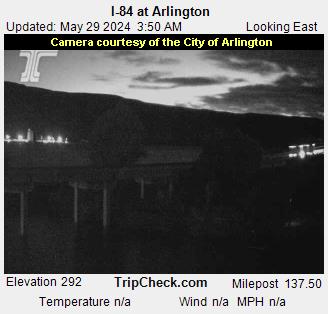 I-84 at Arlington
Updated: May 29 2024 3:50 AM Looking East
Camera courtesy of the City of Arlington
Elevation 292 TripCheck.com Milepost 137.50
Temperature n/a Wind n/a MPH n/a